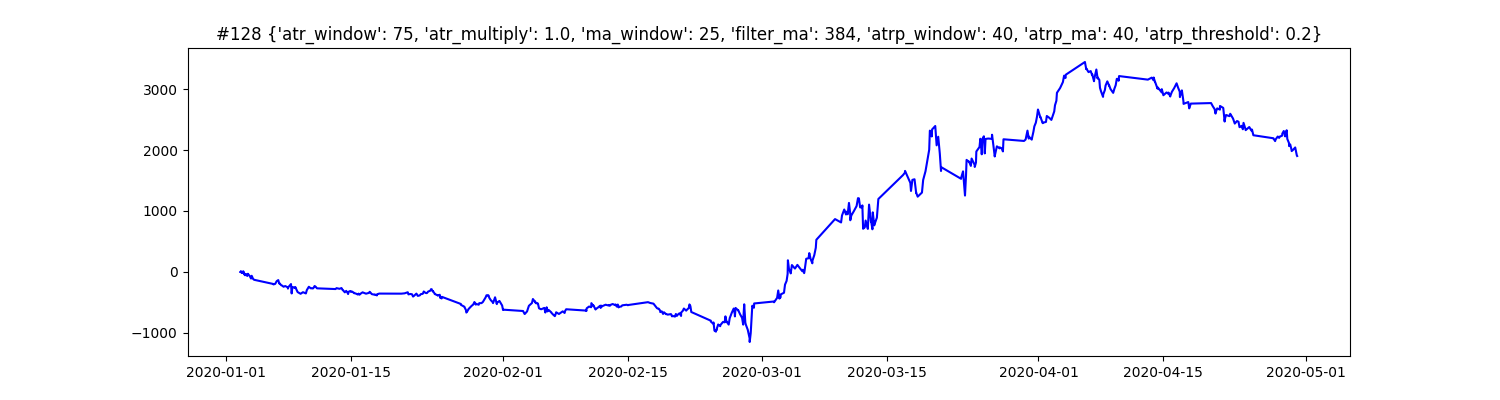 #128 {'atr_window': 75, 'atr_multiply': 1.0, 'ma_window': 25, 'filter_ma': 384, 'atrp_window': 40, 'atrp_ma': 40, 'atrp_threshold': 0.2}
3000
2000
1000
0
−1000
2020-01-01 2020-01-15 2020-02-01 2020-02-15 2020-03-01 2020-03-15 2020-04-01 2020-04-15 2020-05-01